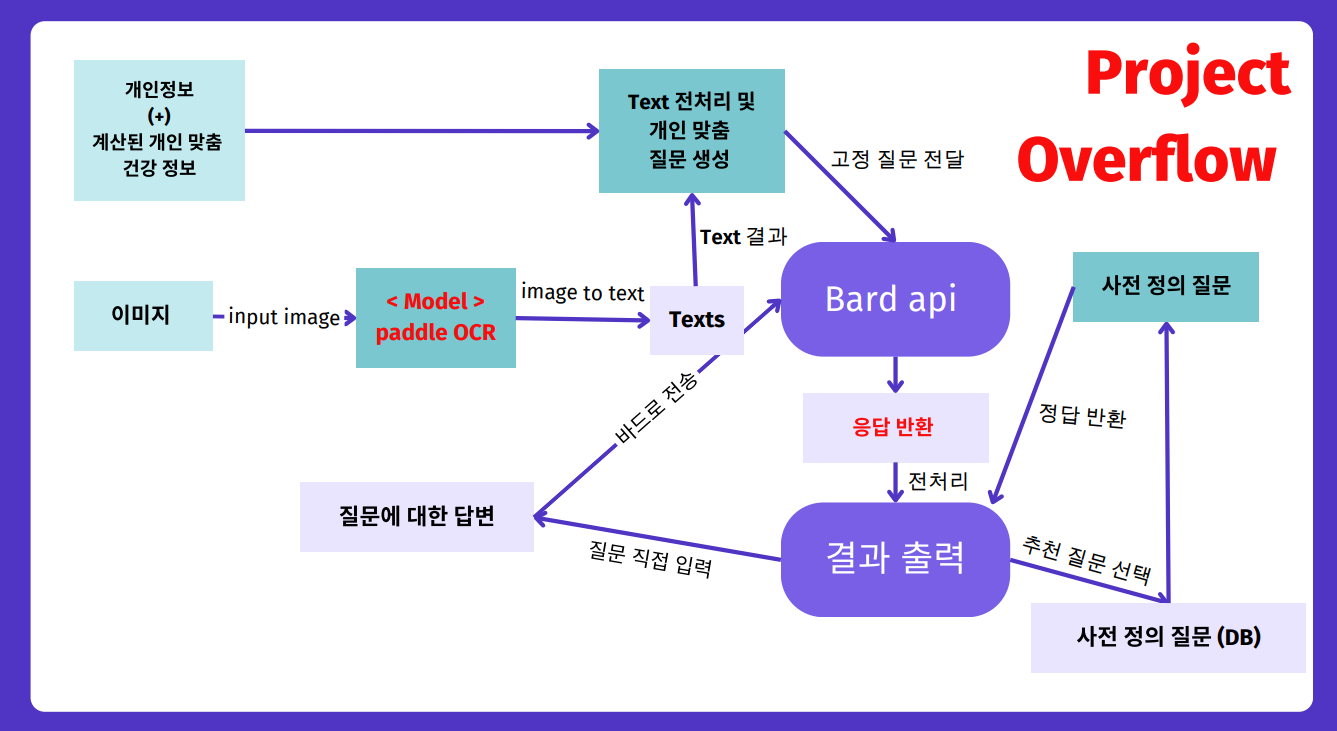 Project
Overflow
개인정보
(+)
계산된 개인 맞춤
건강 정보
Text 전처리 및
개인 맞춤
질문 생성
고정 질문 전달
Text 결과
이미지
input image
< Model >
paddle OCR
image to text
Texts
Bard api
사전 정의 질문
바드로 전송
응답 반환
정답 반환
전처리
질문에 대한 답변
질문 직접 입력
결과 출력
추천 질문 선택
사전 정의 질문 (DB)